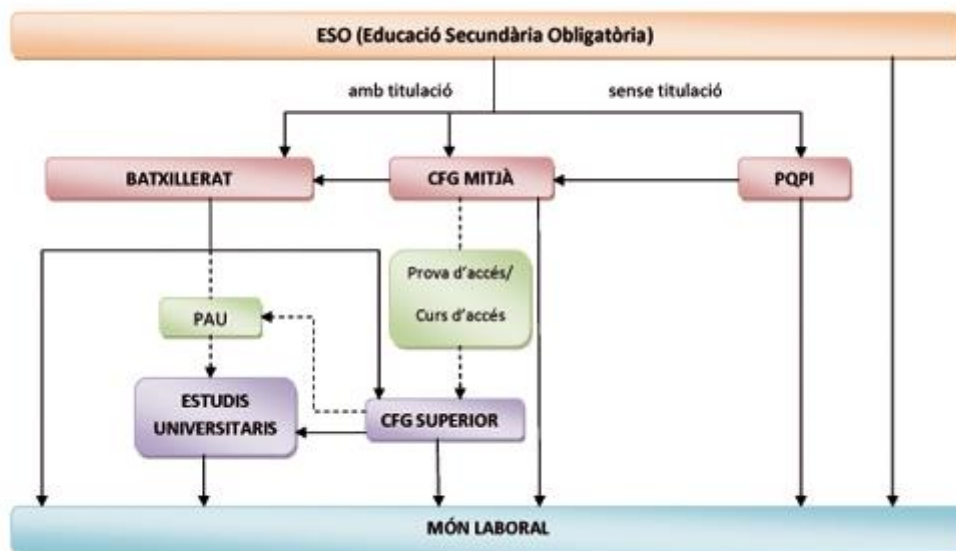 ESO (Educació Secundària Obligatòria)
amb titulació
sense titulació
BATXILLERAT
CFG MITJÀ
PQPI
Prova d'accés/
Curs d'accés
PAU
ESTUDIS
UNIVERSITARIS
CFG SUPERIOR
MÓN LABORAL